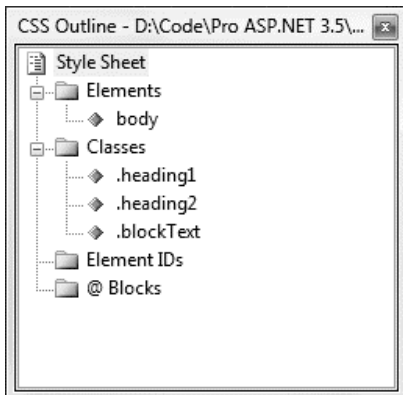 CSS Outline - D:\Code\Pro ASP.NET 3.5\...
Style Sheet
Elements
body
Classes
.heading1
.heading2
.blockText
Element IDs
@ Blocks